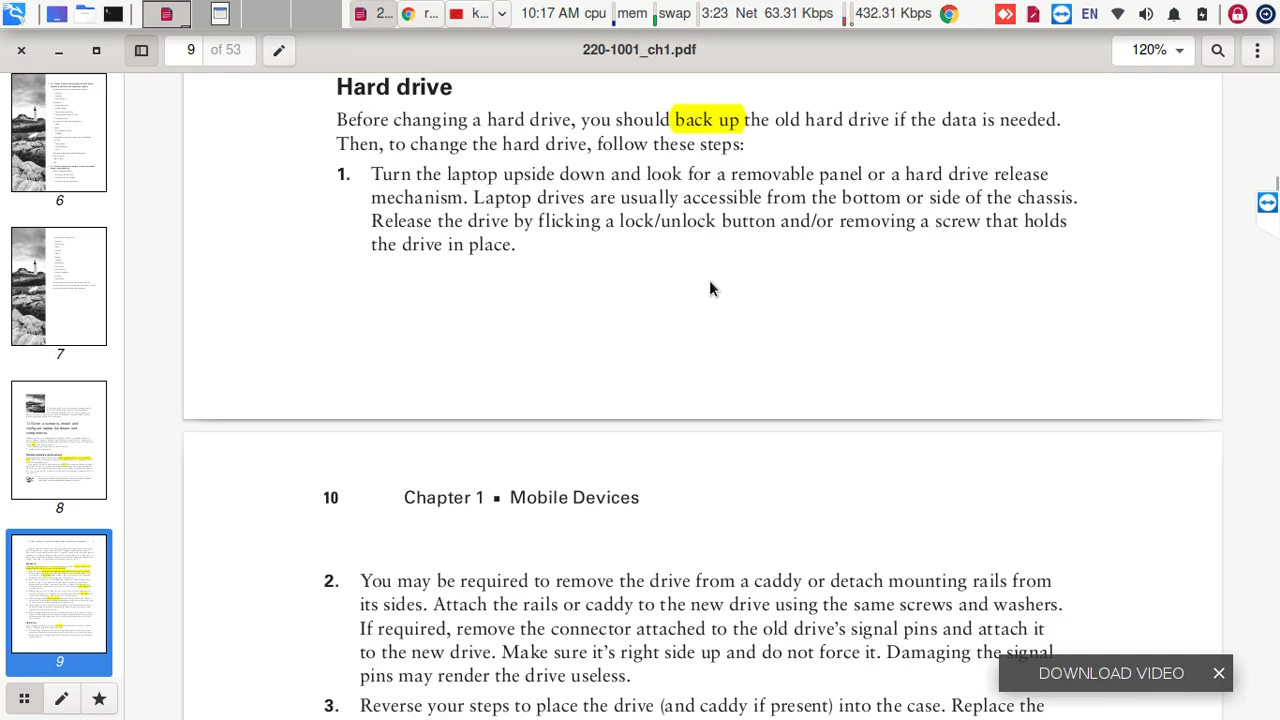 2...
r...
k...
0:17 AM cpu
mem
swap
3:23
Net 93.31 Kbps
432.31 Kbps
EN
9
of 53
220-1001_ch1.pdf
120%
6
7
8
9
Hard drive
Before changing a hard drive, you should back up the old hard drive if the data is needed.
Then, to change the hard drive, follow these steps:
1. Turn the laptop upside down and look for a removable panel or a hard drive release
mechanism. Laptop drives are usually accessible from the bottom or side of the chassis.
Release the drive by flicking a lock/unlock button and/or removing a screw that holds
the drive in place.
10 Chapter 1 ▪ Mobile Devices
2. You may be need to remove the drive from a caddy or detach mounting rails from
its sides. Attach the rails or caddy to the new drive using the same screws and washers.
If required, remove the connector attached to the old drive’s signal pins and attach it
to the new drive. Make sure it’s right side up and do not force it. Damaging the signal
pins may render the drive useless.
3. Reverse your steps to place the drive (and caddy if present) into the case. Replace the
DOWNLOAD VIDEO